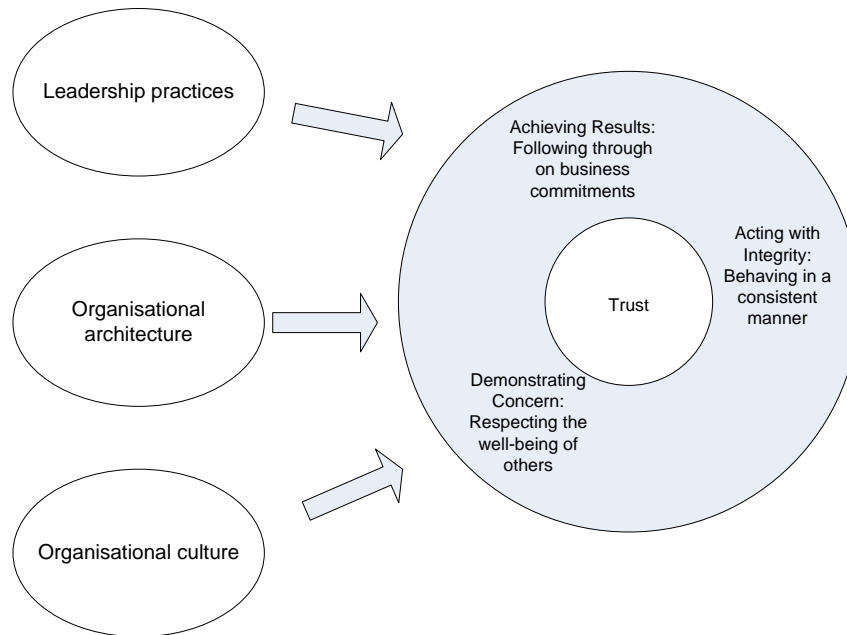 Leadership practices
Organisational
architecture
Organisational culture
Achieving Results:
Following through
on business
commitments
Acting with
Integrity:
Behaving in a
consistent
manner
Trust
Demonstrating
Concern:
Respecting the
well-being of
others